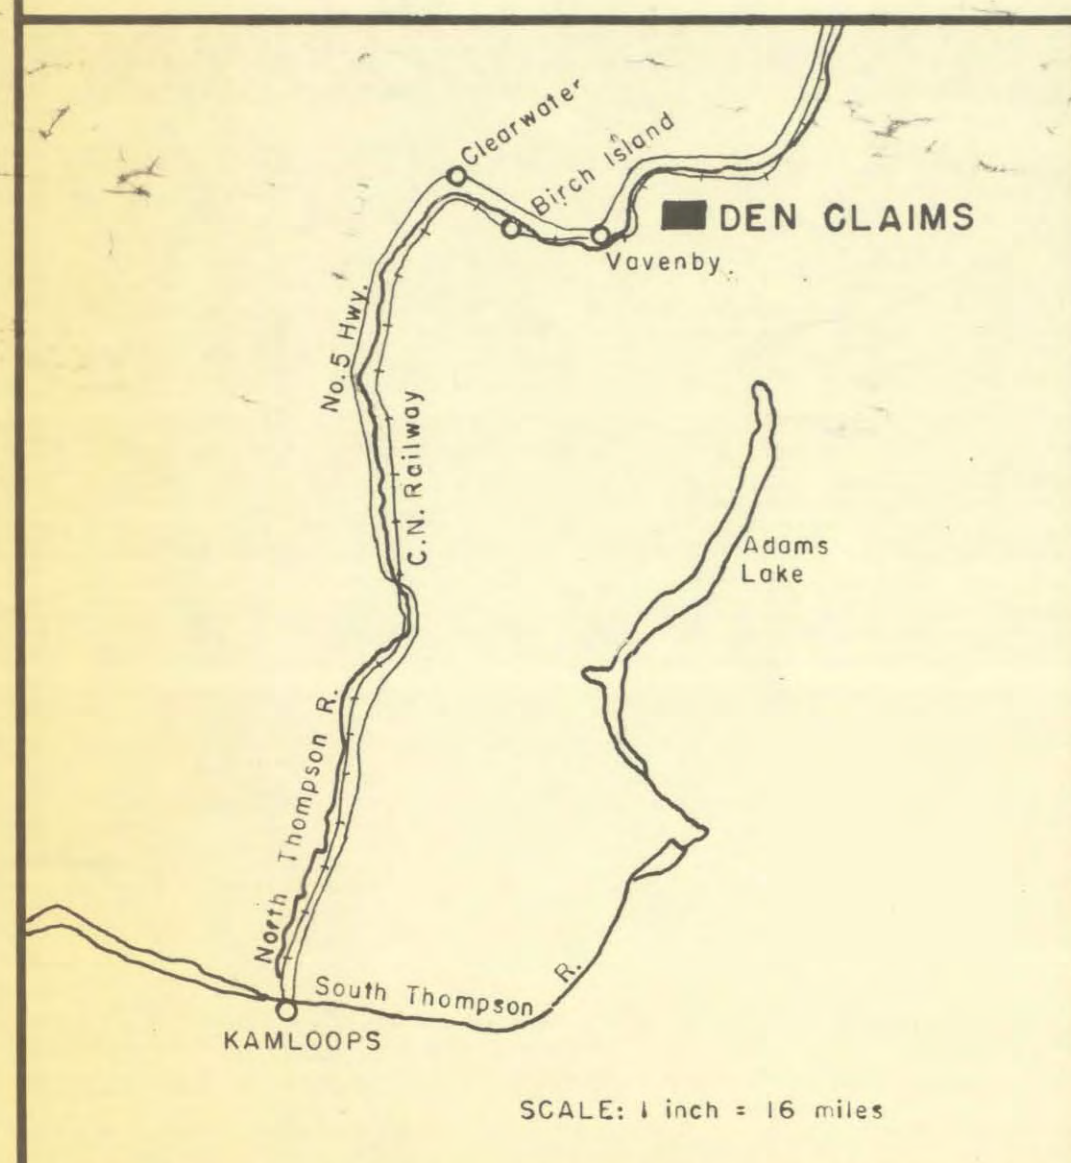 Clearwater
Birch Island
DEN CLAIMS
Vavenby
No. 5 Hwy.
C.N. Railway
Adams
Lake
North Thompson R.
South Thompson R.
KAMLOOPS
SCALE: 1 inch = 16 miles